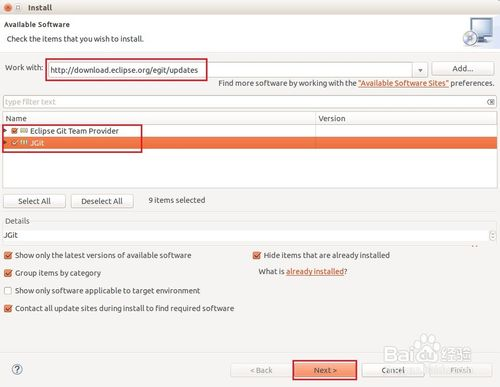 Install
Available Software
Check the items that you wish to install.
Work with: http://download.eclipse.org/egit/updates Add...
Find more software by working with the "Available Software Sites" preferences.
type filter text
Name Version
Eclipse Git Team Provider
JGit
Select All Deselect All 9 items selected
Details
JGit
Show only the latest versions of available software Hide items that are already installed
Group items by category What is already installed?
Show only software applicable to target environment
Contact all update sites during install to find required software
Baidu 经验
? < Back Next > Cancel Finish